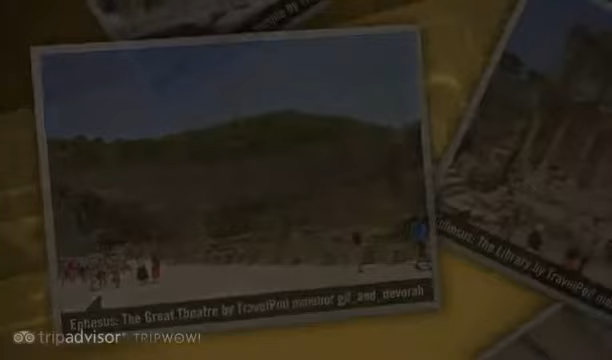 Ephesus: The Great Theatre by TravelPod member gil_and_devorah
Ephesus: The Library by TravelPod
tripadvisor® TRIPWOW!